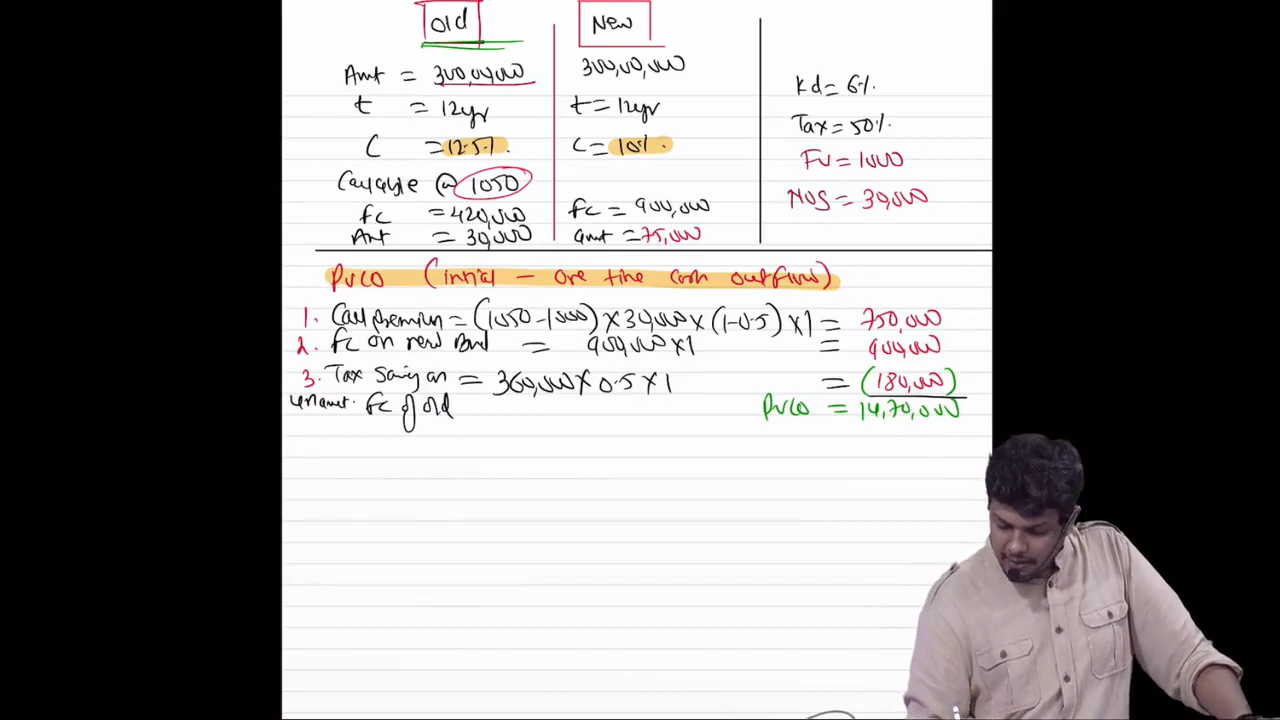 Old New
Amt = 300,00,000 300,00,000
t = 12yr t = 12yr
C = 12.5% C = 10%.
Callable @ 1050
fc = 420,000 fc = 900,000
Amt = 30,000 amt = 75,000
Kd = 6%
Tax = 50%
FV = 1000
NOS = 30,000
PVCO (initial - one time cash outflows)
1. Call premium = (1050-1000) × 30,000 × (1-0.5) × 1 = 750,000
2. fc on new Bond = 900,000 × 1 = 900,000
3. Tax Saving on = 360,000 × 0.5 × 1 = (180,000)
unamt. fc of old PVCO = 14,70,000